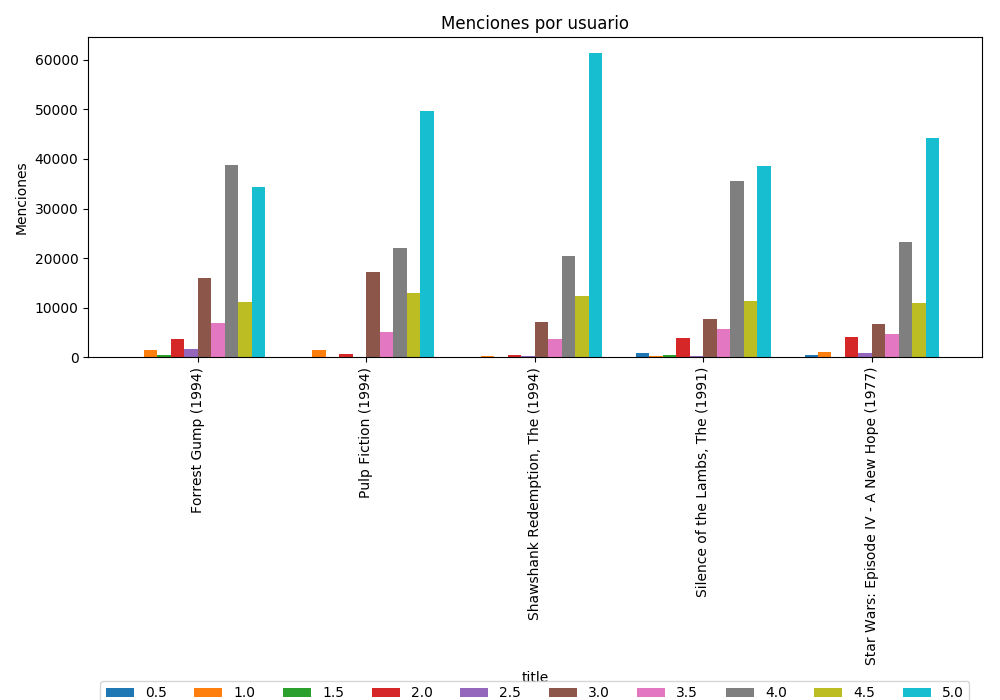 Menciones por usuario
Menciones
60000
50000
40000
30000
20000
10000
0
Forrest Gump (1994)
Pulp Fiction (1994)
Shawshank Redemption, The (1994)
Silence of the Lambs, The (1991)
Star Wars: Episode IV - A New Hope (1977)
title
0.5 1.0 1.5 2.0 2.5 3.0 3.5 4.0 4.5 5.0